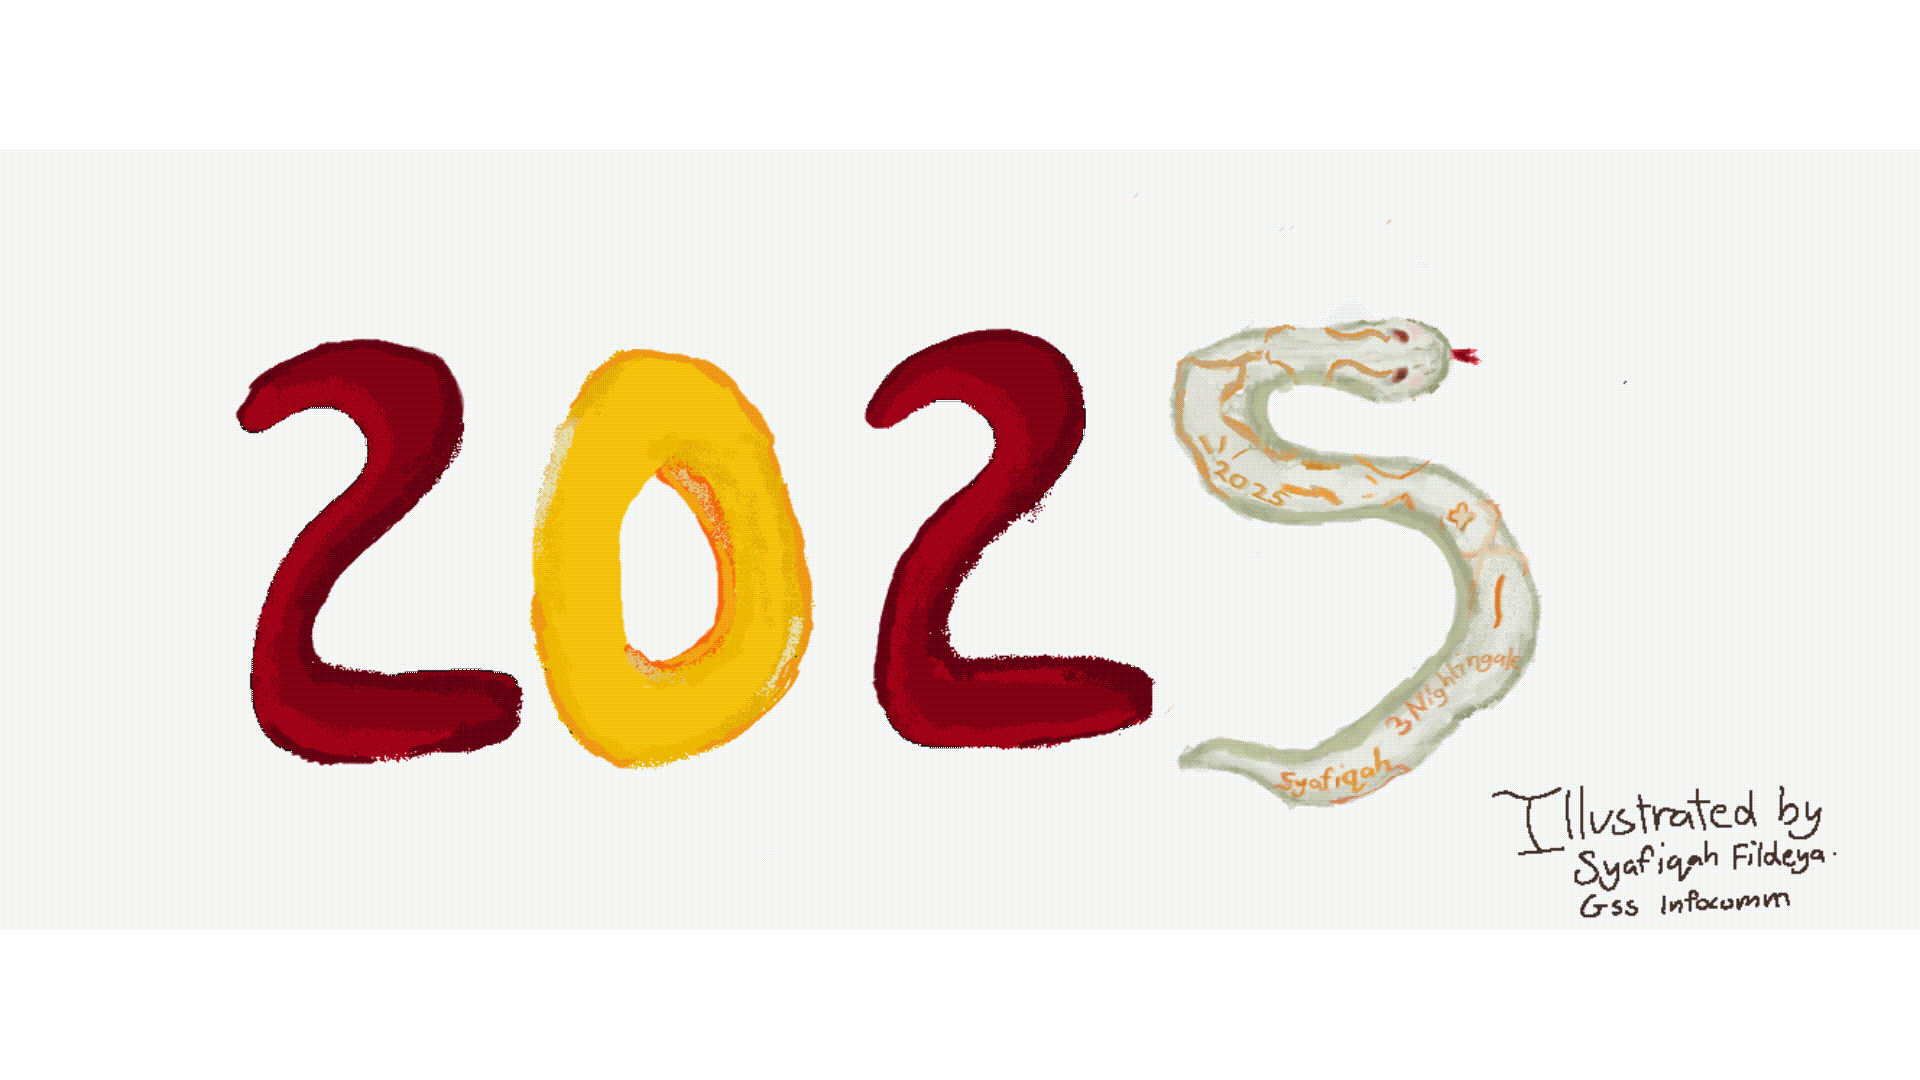 2025
2025
3 Nightingale
Syafiqah
Illustrated by
Syafiqah Fildeya.
Gss Infocomm